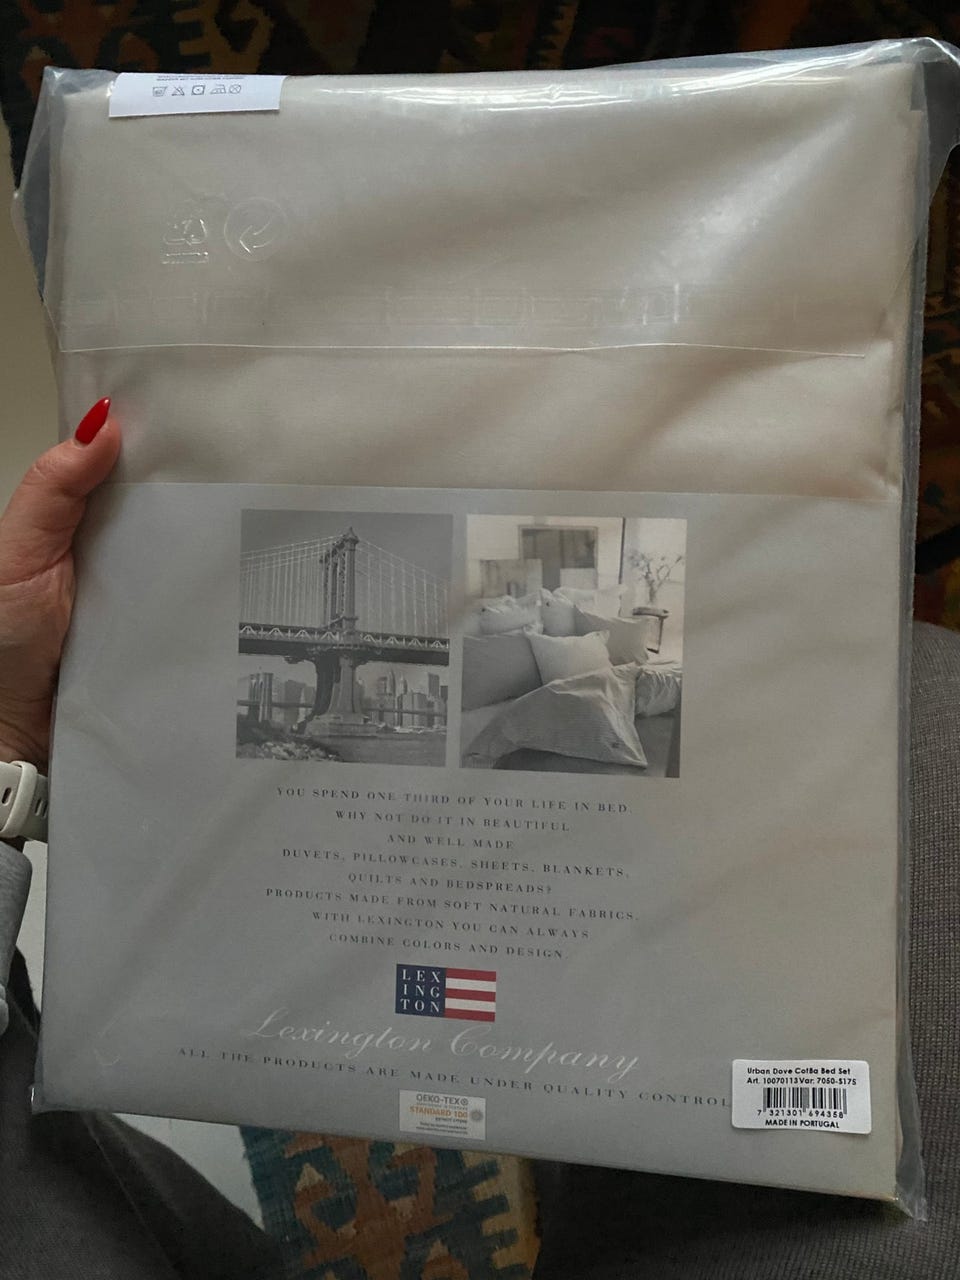 YOU SPEND ONE THIRD OF YOUR LIFE IN BED.
WHY NOT DO IT IN BEAUTIFUL
AND WELL MADE
DUVETS, PILLOWCASES, SHEETS, BLANKETS,
QUILTS AND BEDSPREADS?
PRODUCTS MADE FROM SOFT NATURAL FABRICS.
WITH LEXINGTON YOU CAN ALWAYS
COMBINE COLORS AND DESIGN.
LEX
ING
TON
Lexington Company
ALL THE PRODUCTS ARE MADE UNDER QUALITY CONTROL
OEKO-TEX®
STANDARD 100
Urban Dove CotBa Bed Set
Art. 10070113 Var: 7050-S175
7 321301 694358
MADE IN PORTUGAL